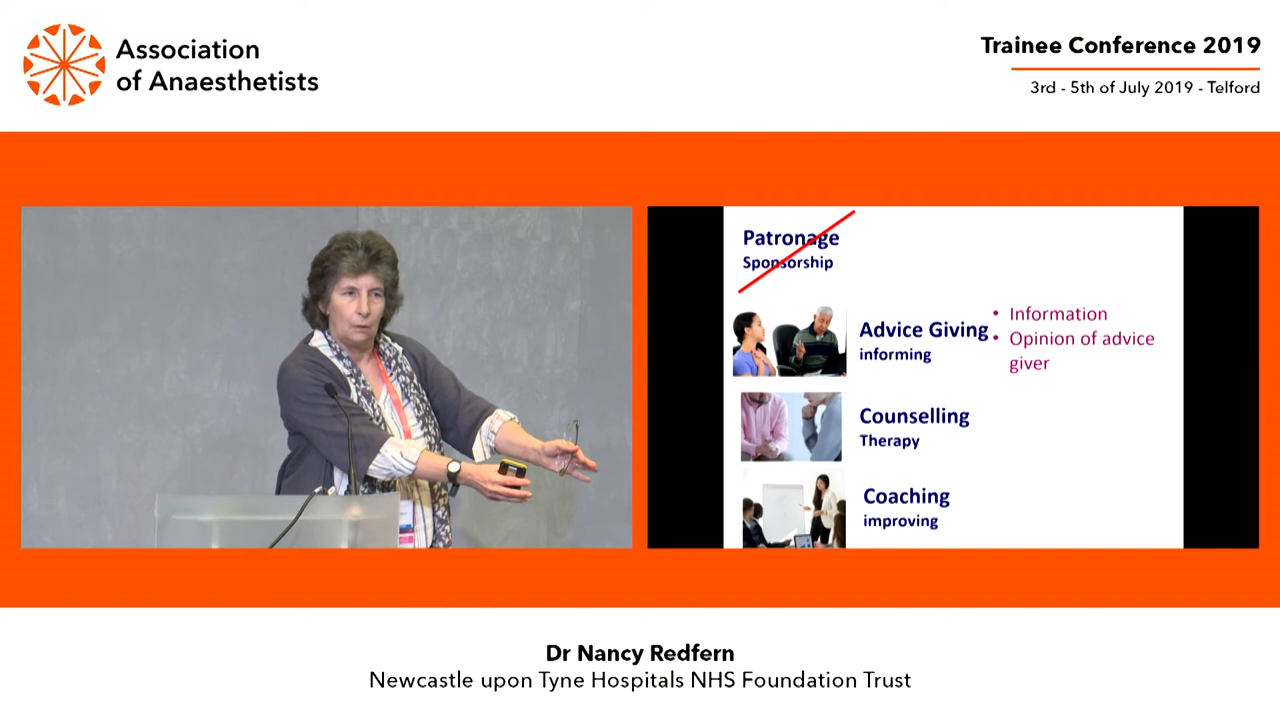 Association
of Anaesthetists
Trainee Conference 2019
3rd - 5th of July 2019 - Telford
Patronage
Sponsorship
Advice Giving
informing
• Information
• Opinion of advice
giver
Counselling
Therapy
Coaching
improving
Dr Nancy Redfern
Newcastle upon Tyne Hospitals NHS Foundation Trust